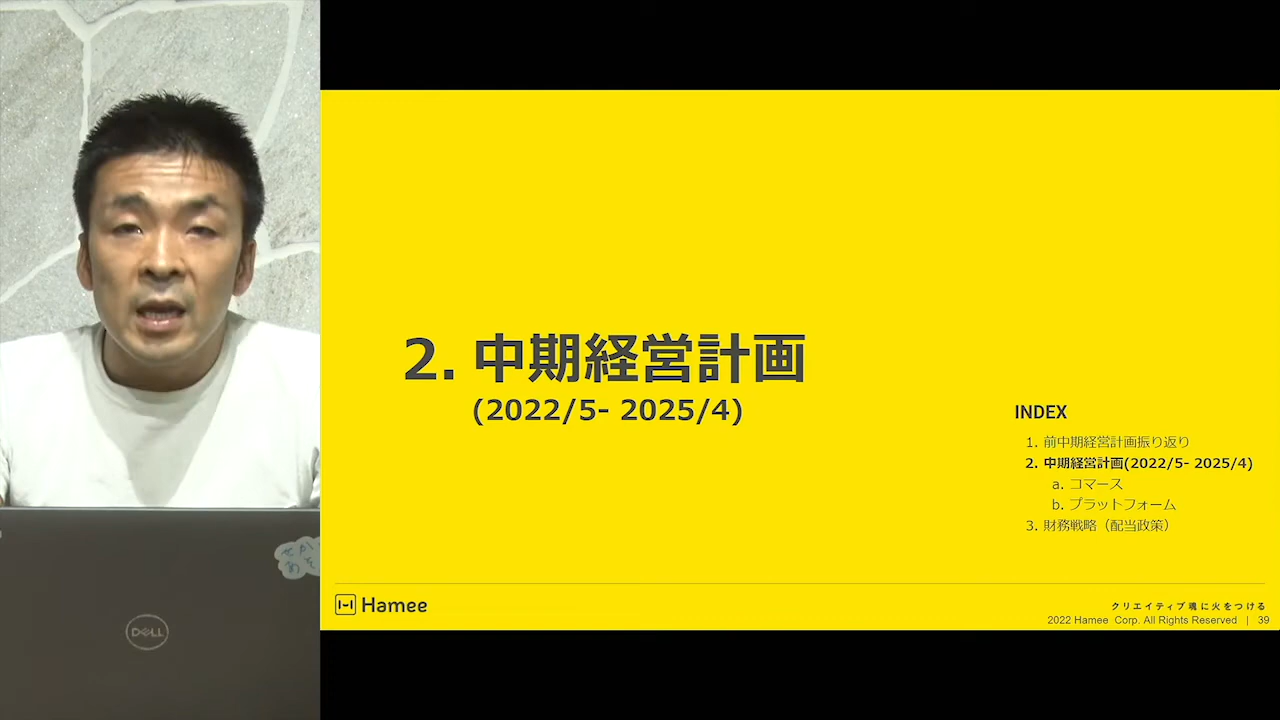 2. 中期経営計画
(2022/5- 2025/4)
INDEX
1. 前中期経営計画振り返り
2. 中期経営計画(2022/5- 2025/4)
a. コマース
b. プラットフォーム
3. 財務戦略（配当政策）
Hamee
クリエイティブ魂に火をつける
2022 Hamee Corp. All Rights Reserved | 39
DELL